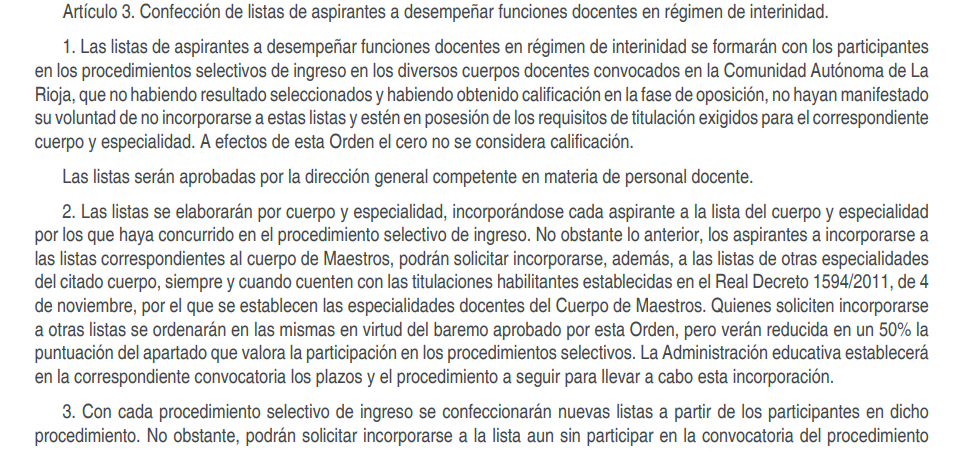 Artículo 3. Confección de listas de aspirantes a desempeñar funciones docentes en régimen de interinidad.
1. Las listas de aspirantes a desempeñar funciones docentes en régimen de interinidad se formarán con los participantes
en los procedimientos selectivos de ingreso en los diversos cuerpos docentes convocados en la Comunidad Autónoma de La
Rioja, que no habiendo resultado seleccionados y habiendo obtenido calificación en la fase de oposición, no hayan manifestado
su voluntad de no incorporarse a estas listas y estén en posesión de los requisitos de titulación exigidos para el correspondiente
cuerpo y especialidad. A efectos de esta Orden el cero no se considera calificación.
Las listas serán aprobadas por la dirección general competente en materia de personal docente.
2. Las listas se elaborarán por cuerpo y especialidad, incorporándose cada aspirante a la lista del cuerpo y especialidad
por los que haya concurrido en el procedimiento selectivo de ingreso. No obstante lo anterior, los aspirantes a incorporarse a
las listas correspondientes al cuerpo de Maestros, podrán solicitar incorporarse, además, a las listas de otras especialidades
del citado cuerpo, siempre y cuando cuenten con las titulaciones habilitantes establecidas en el Real Decreto 1594/2011, de 4
de noviembre, por el que se establecen las especialidades docentes del Cuerpo de Maestros. Quienes soliciten incorporarse
a otras listas se ordenarán en las mismas en virtud del baremo aprobado por esta Orden, pero verán reducida en un 50% la
puntuación del apartado que valora la participación en los procedimientos selectivos. La Administración educativa establecerá
en la correspondiente convocatoria los plazos y el procedimiento a seguir para llevar a cabo esta incorporación.
3. Con cada procedimiento selectivo de ingreso se confeccionarán nuevas listas a partir de los participantes en dicho
procedimiento. No obstante, podrán solicitar incorporarse a la lista aun sin participar en la convocatoria del procedimiento